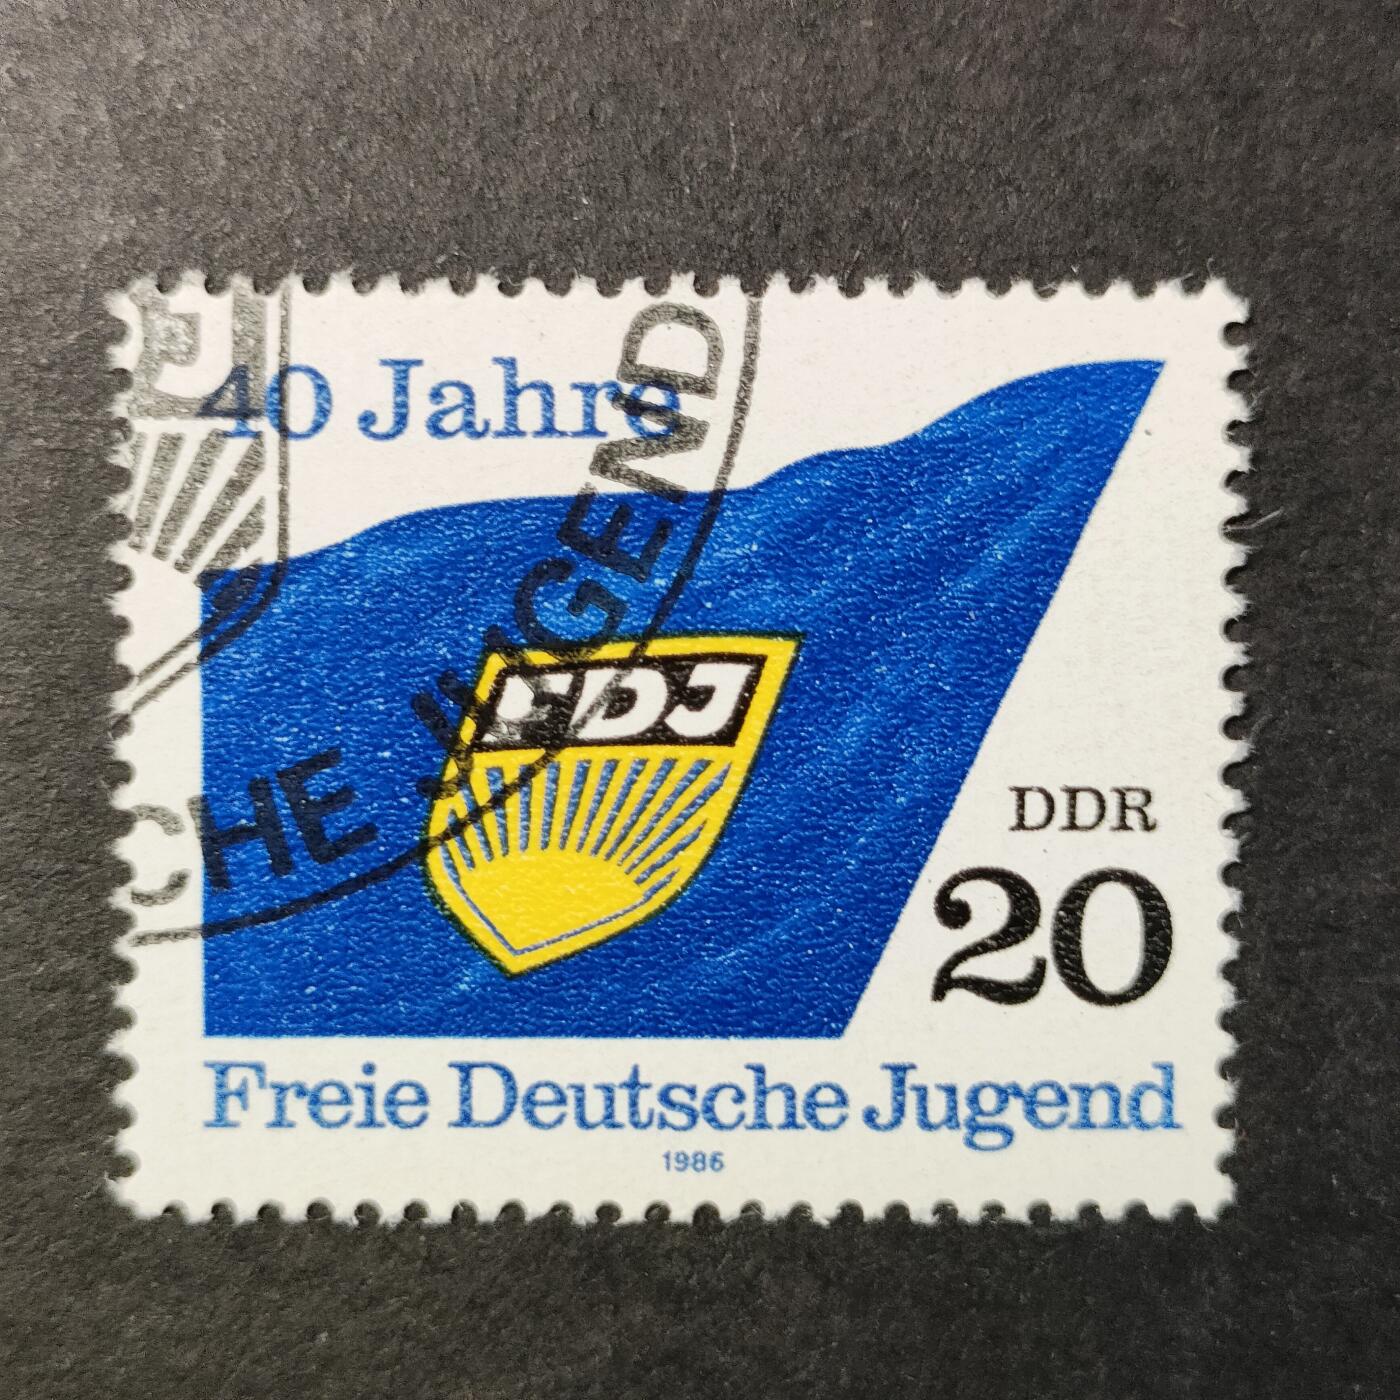 40 Jahre
CHE JUGEND
FDJ
DDR
20
Freie Deutsche Jugend
1986